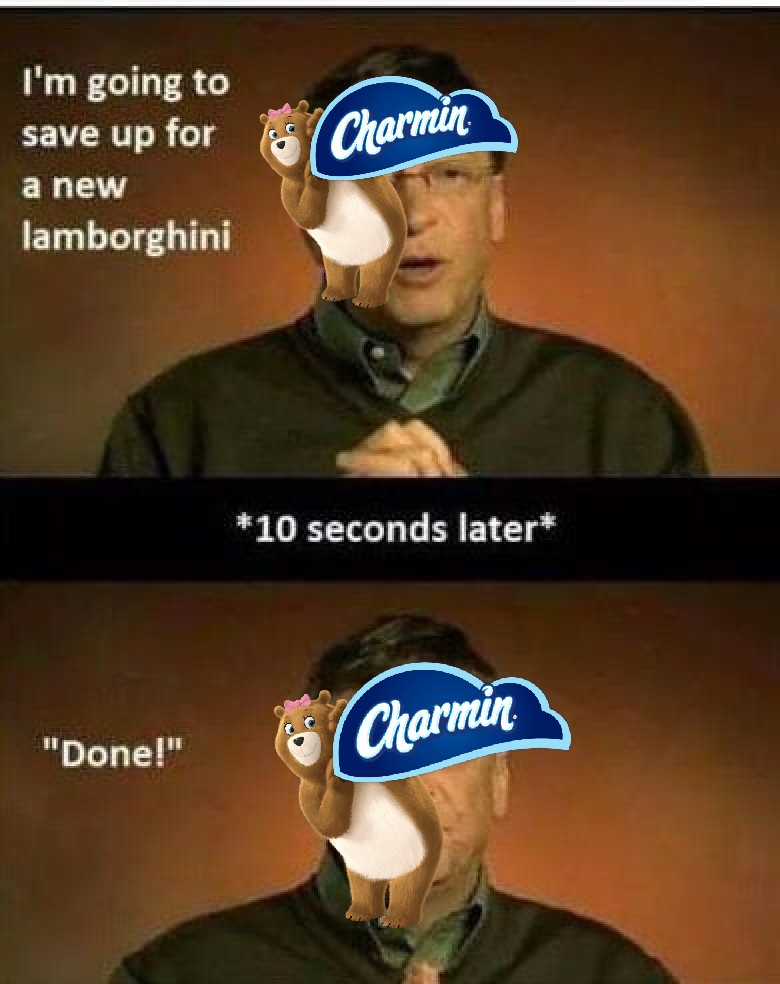 I'm going to
save up for
a new
lamborghini
Charmin
*10 seconds later*
"Done!"
Charmin